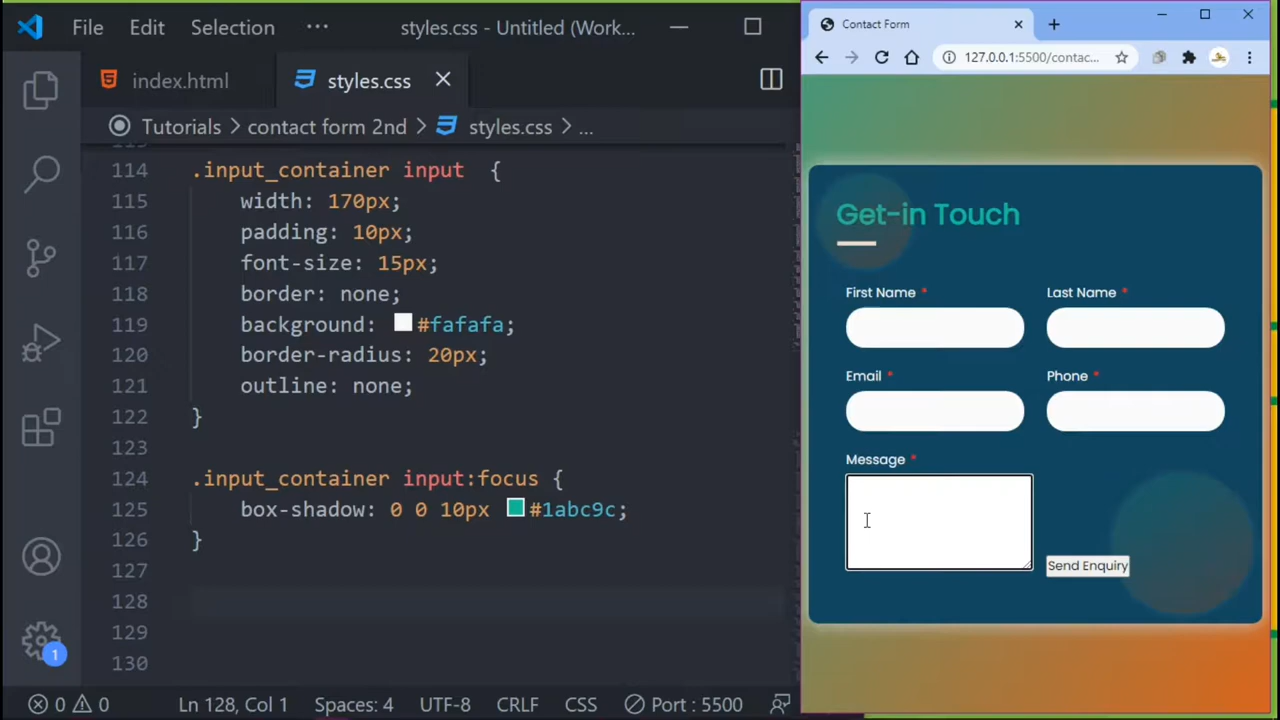 File Edit Selection ··· styles.css - Untitled (Work...
index.html styles.css
Tutorials > contact form 2nd > styles.css > ...
114 .input_container input {
115 width: 170px;
116 padding: 10px;
117 font-size: 15px;
118 border: none;
119 background: #fafafa;
120 border-radius: 20px;
121 outline: none;
122 }
123
124 .input_container input:focus {
125 box-shadow: 0 0 10px #1abc9c;
126 }
127
128
129
130
1
0 0 Ln 128, Col 1 Spaces: 4 UTF-8 CRLF CSS Port : 5500
Contact Form
127.0.0.1:5500/contac...
Get-in Touch
First Name * Last Name *
Email * Phone *
Message *
Send Enquiry